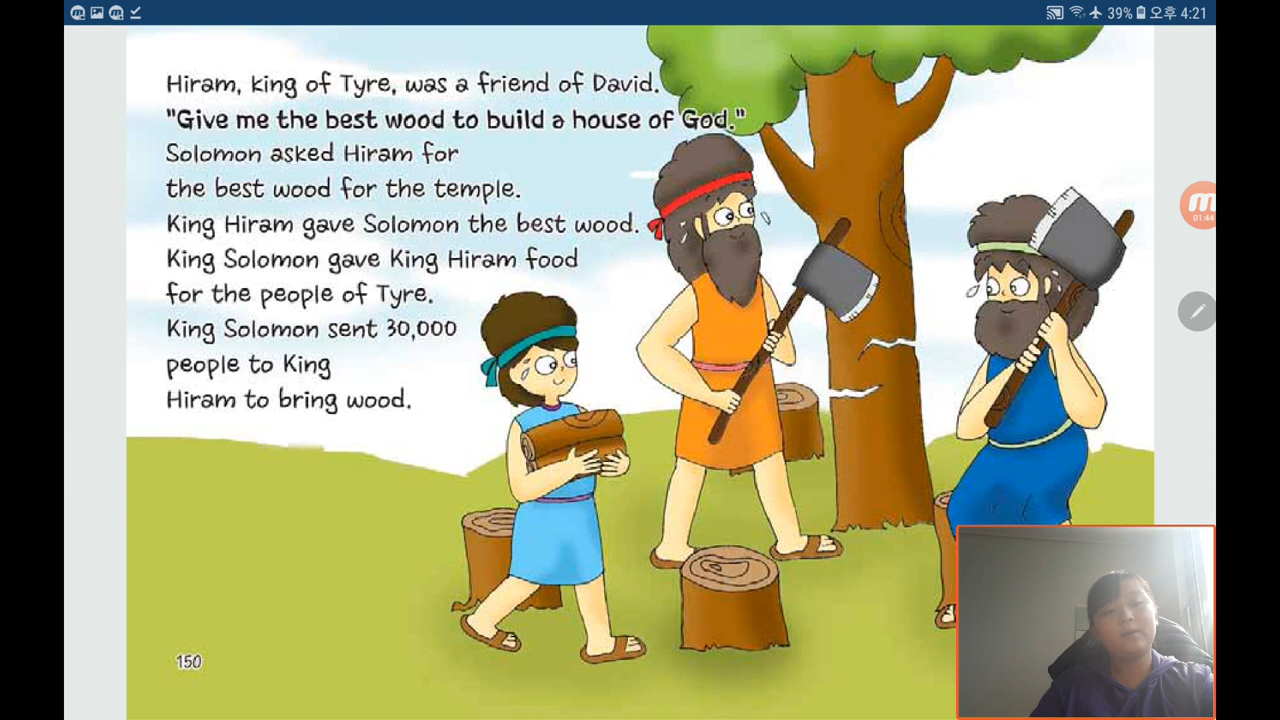 39% 오후 4:21
Hiram, king of Tyre, was a friend of David.
"Give me the best wood to build a house of God."
Solomon asked Hiram for
the best wood for the temple.
King Hiram gave Solomon the best wood.
King Solomon gave King Hiram food
for the people of Tyre.
King Solomon sent 30,000
people to King
Hiram to bring wood.
01:44
150